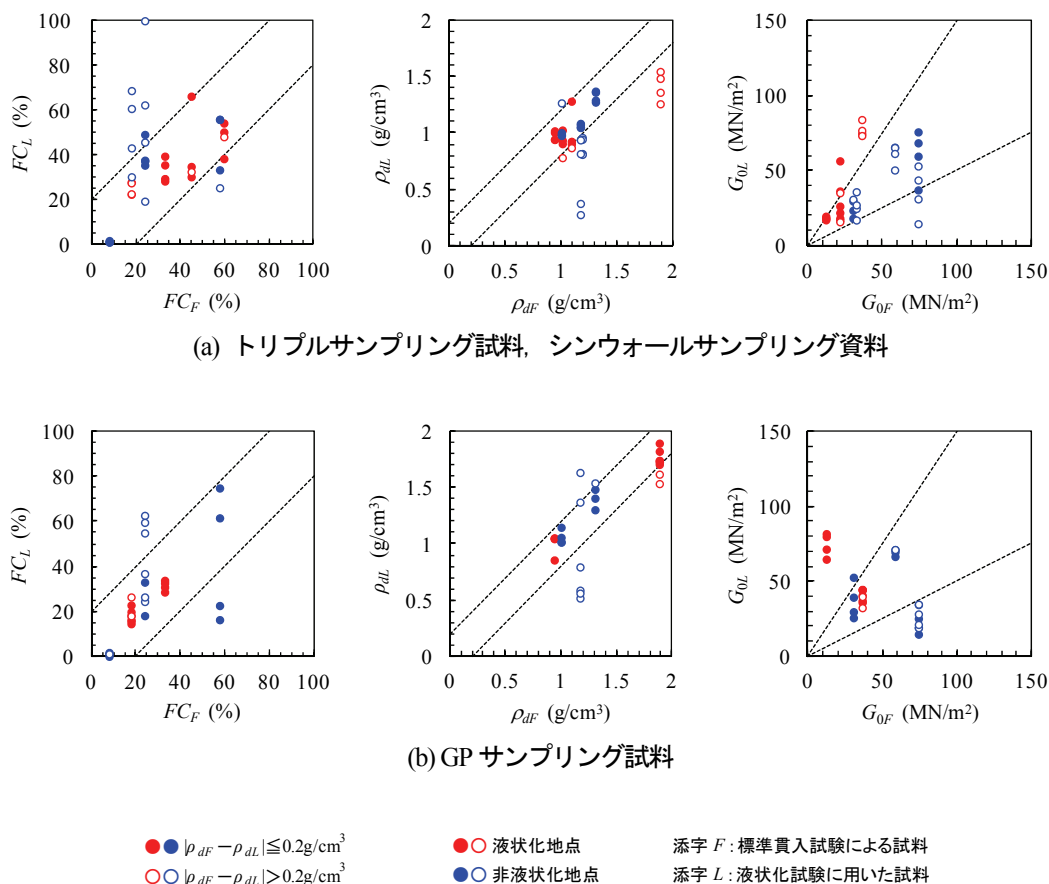 100
80
60
40
20
0
FC_L (%)
0 20 40 60 80 100
FC_F (%)
2
1.5
1
0.5
0
ρ_dL (g/cm³)
0 0.5 1 1.5 2
ρ_dF (g/cm³)
150
100
50
0
G_0L (MN/m²)
0 50 100 150
G_0F (MN/m²)
(a) トリプルサンプリング試料, シンウォールサンプリング資料
100
80
60
40
20
0
FC_L (%)
0 20 40 60 80 100
FC_F (%)
2
1.5
1
0.5
0
ρ_dL (g/cm³)
0 0.5 1 1.5 2
ρ_dF (g/cm³)
150
100
50
0
G_0L (MN/m²)
0 50 100 150
G_0F (MN/m²)
(b) GP サンプリング試料
|ρ_dF－ρ_dL|≦0.2g/cm³ 液状化地点 添字 F : 標準貫入試験による試料
|ρ_dF－ρ_dL|＞0.2g/cm³ 非液状化地点 添字 L : 液状化試験に用いた試料